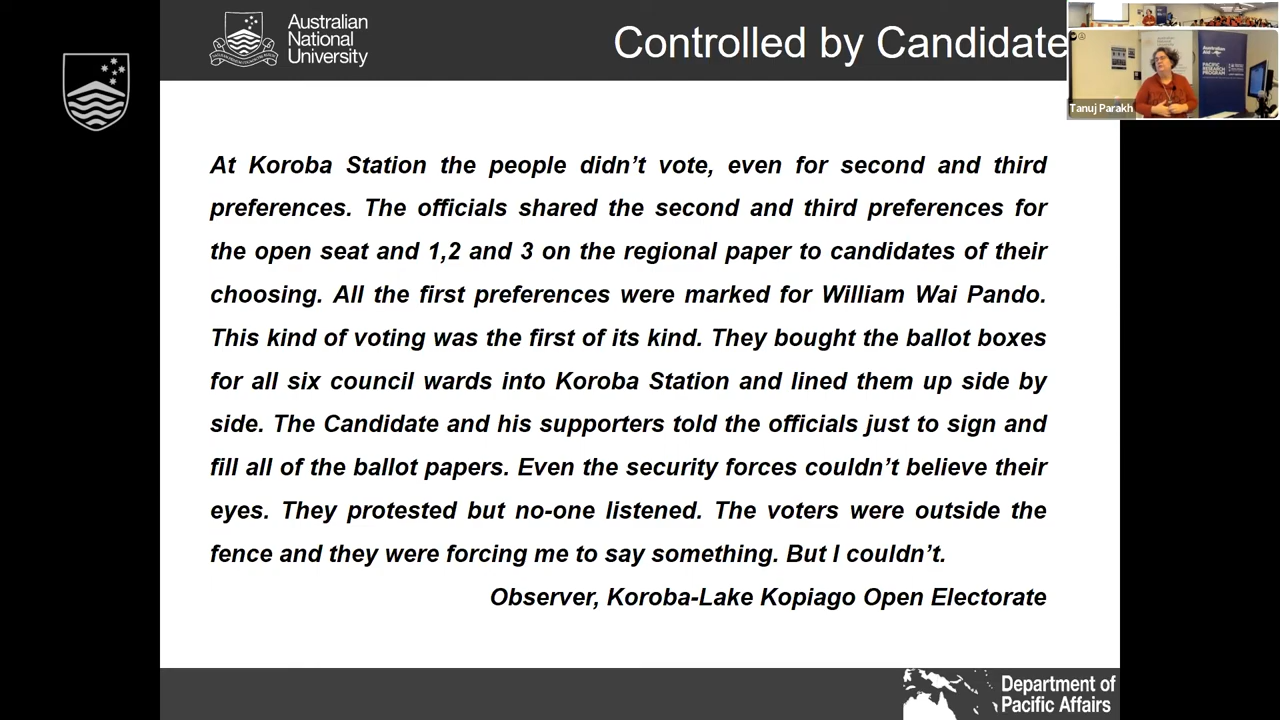 Australian
National
University
Controlled by Candidate
Tanuj Parakh
Australian
Aid
PACIFIC
RESEARCH
PROGRAM
At Koroba Station the people didn't vote, even for second and third
preferences. The officials shared the second and third preferences for
the open seat and 1,2 and 3 on the regional paper to candidates of their
choosing. All the first preferences were marked for William Wai Pando.
This kind of voting was the first of its kind. They bought the ballot boxes
for all six council wards into Koroba Station and lined them up side by
side. The Candidate and his supporters told the officials just to sign and
fill all of the ballot papers. Even the security forces couldn't believe their
eyes. They protested but no-one listened. The voters were outside the
fence and they were forcing me to say something. But I couldn't.
Observer, Koroba-Lake Kopiago Open Electorate
Department of
Pacific Affairs